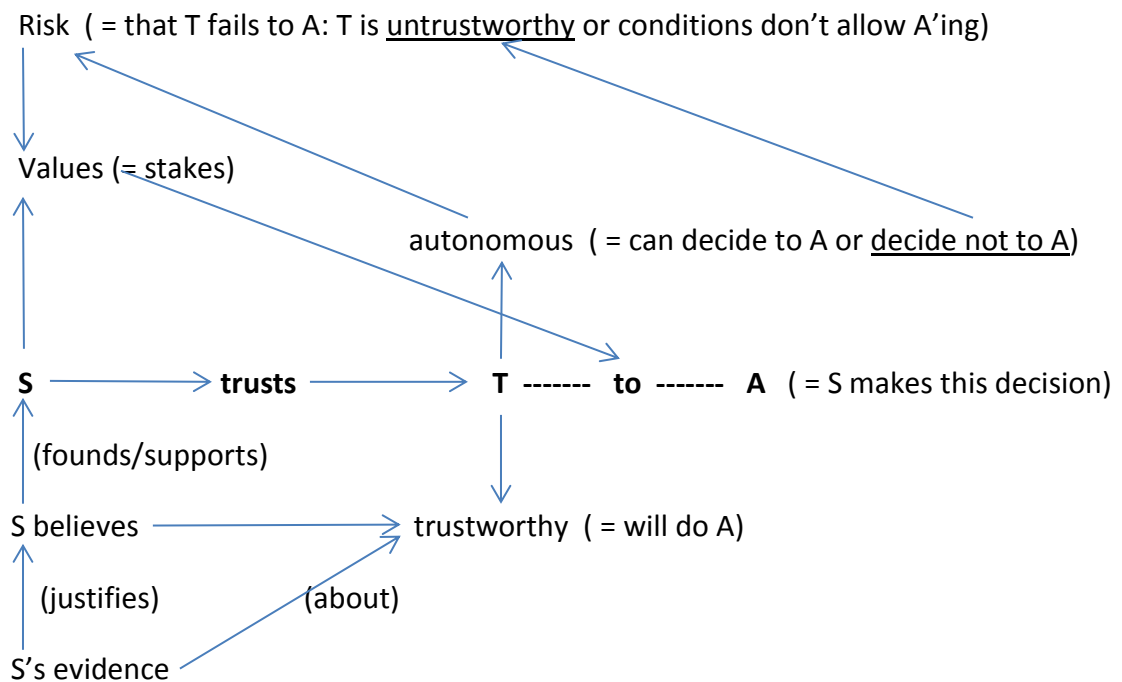 Risk ( = that T fails to A: T is untrustworthy or conditions don’t allow A’ing)
Values (= stakes)
autonomous ( = can decide to A or decide not to A)
S trusts T ------- to ------- A ( = S makes this decision)
(founds/supports)
S believes trustworthy ( = will do A)
(justifies) (about)
S’s evidence